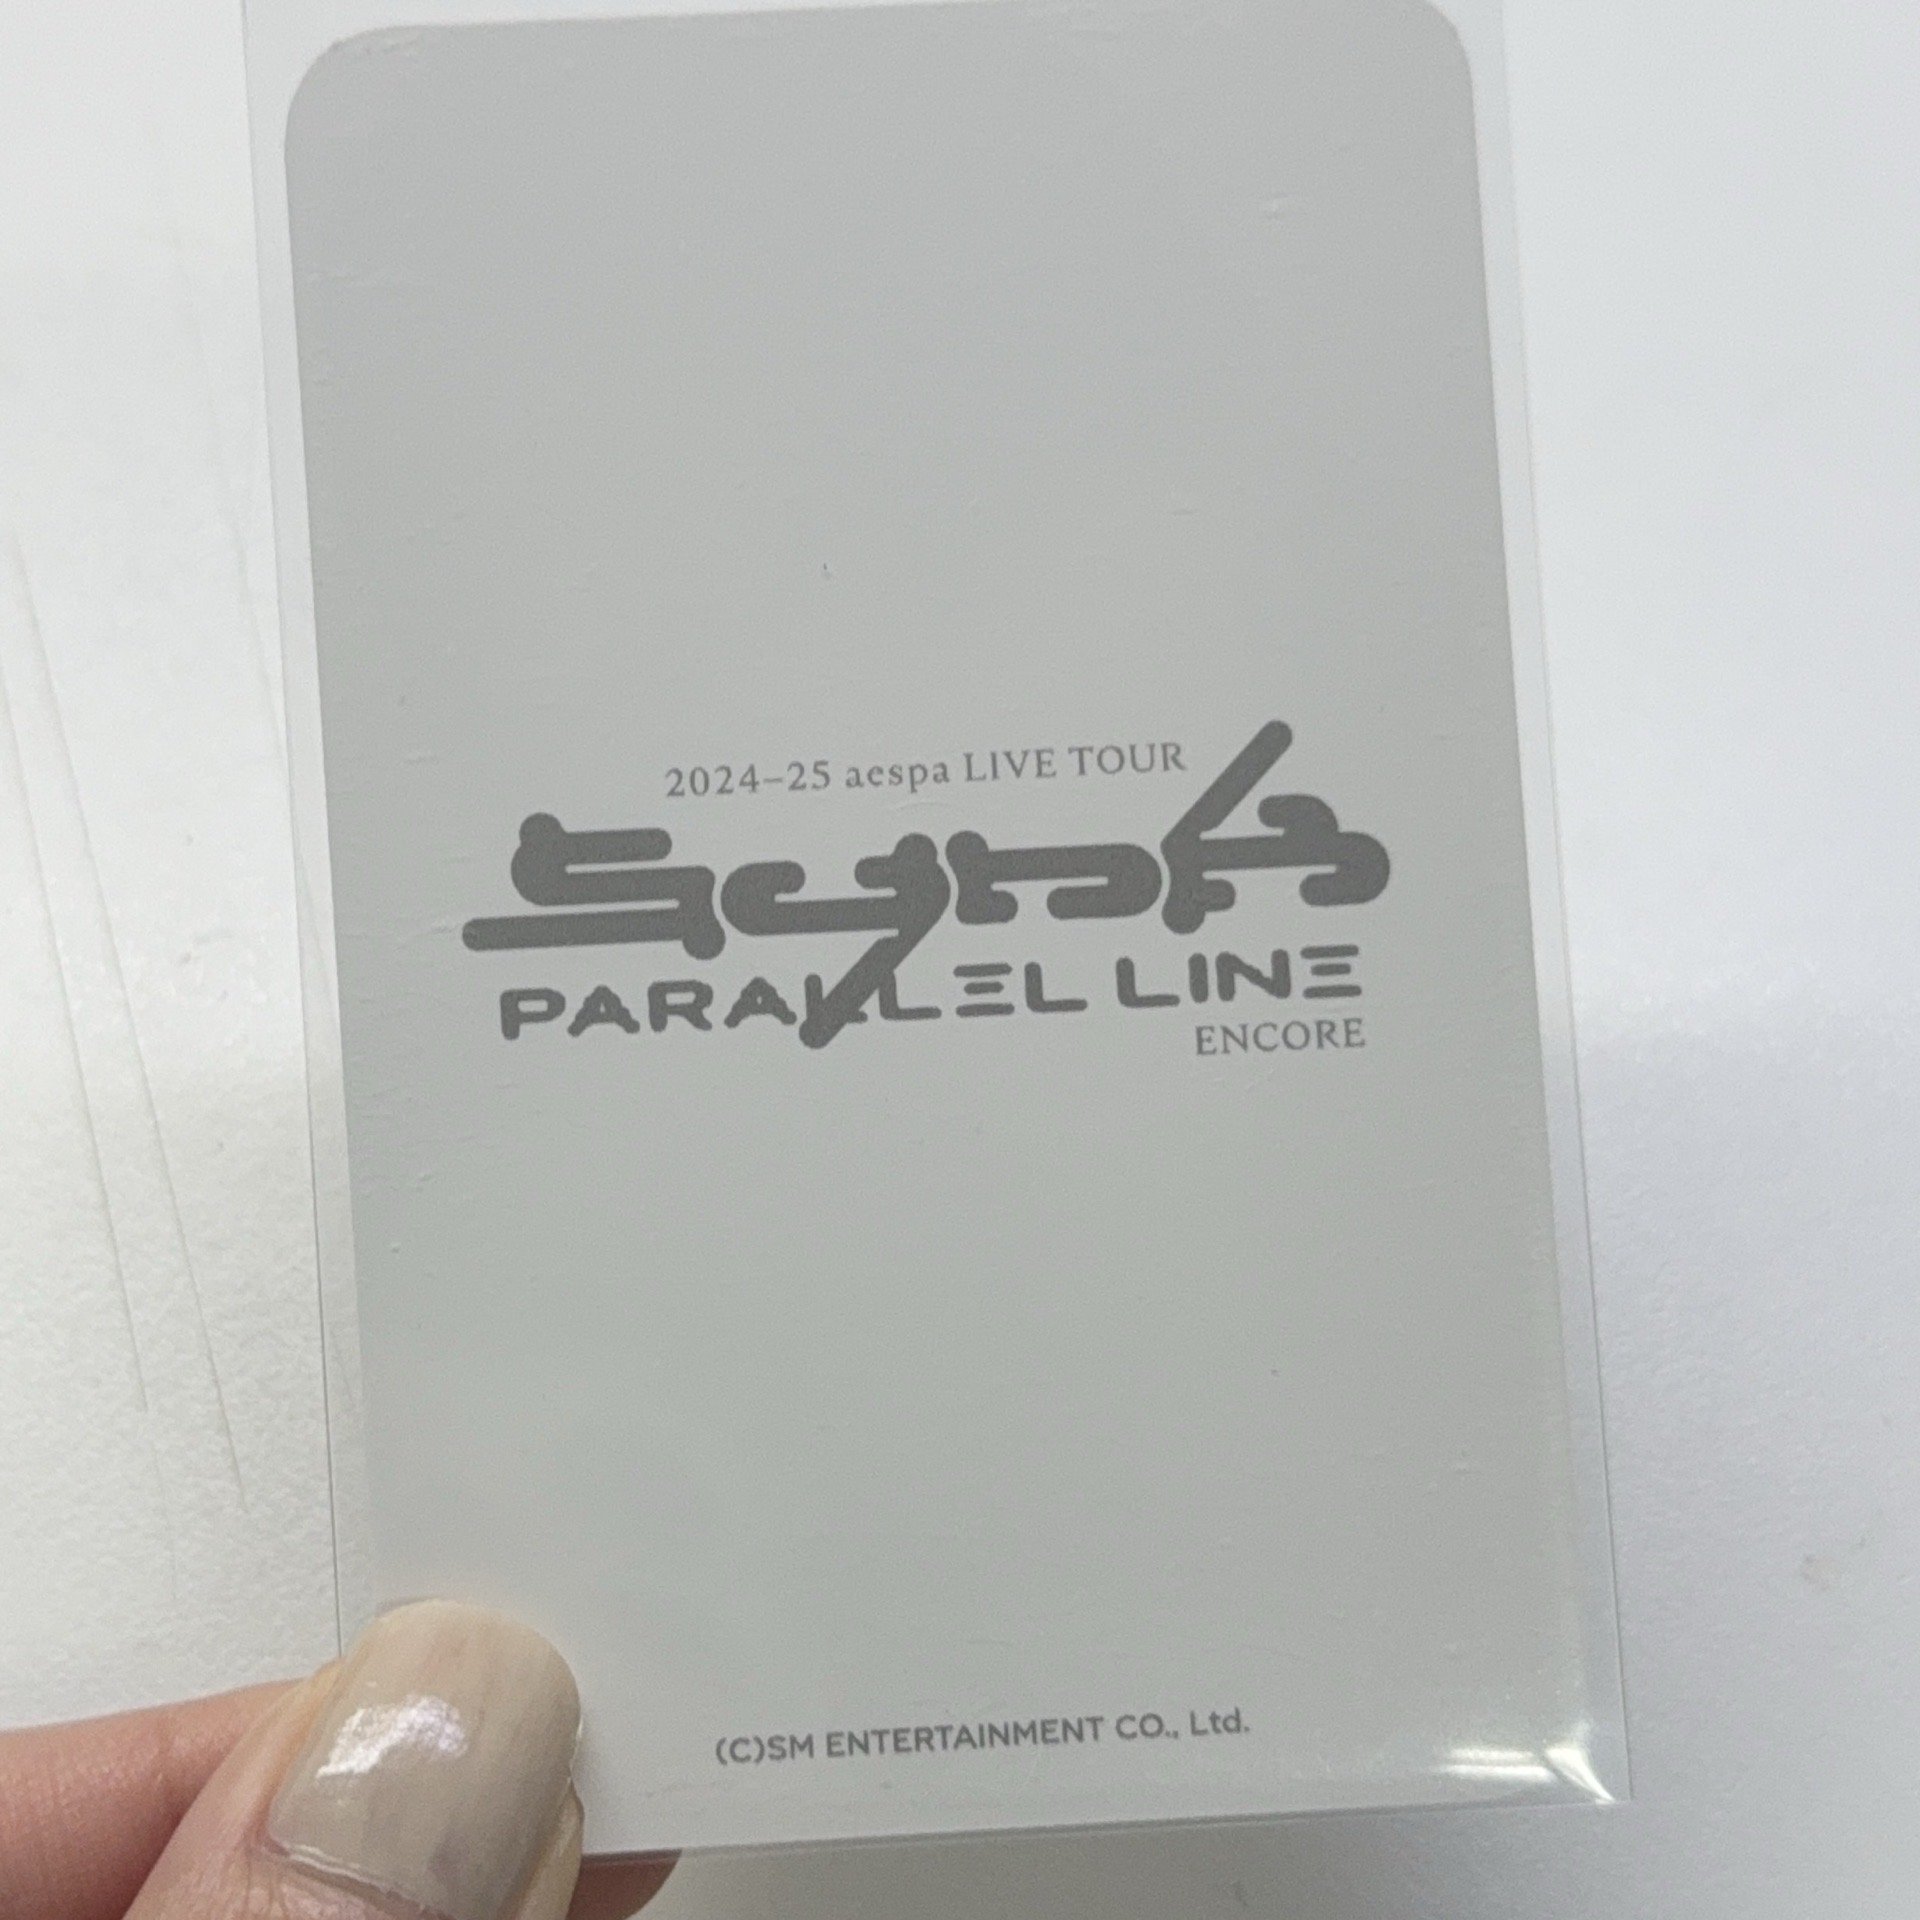 2024–25 aespa LIVE TOUR
SYNK
PARALLEL LINE
ENCORE
(C)SM ENTERTAINMENT CO., Ltd.